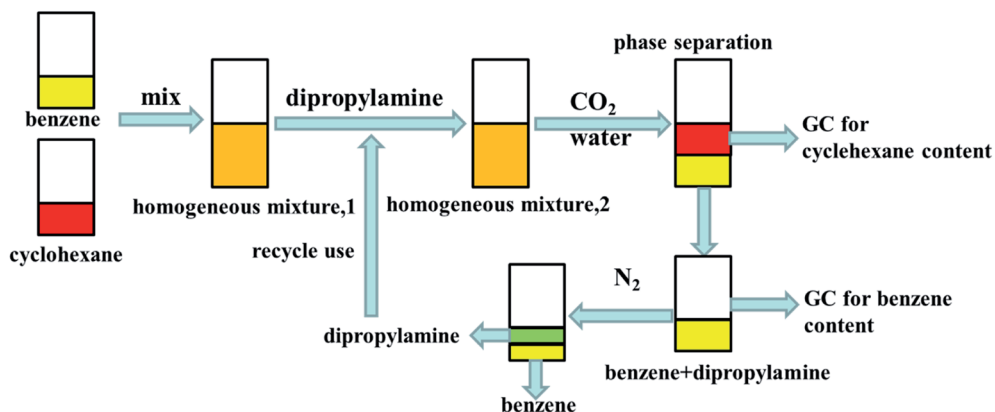 benzene
cyclohexane
mix
homogeneous mixture,1
dipropylamine
homogeneous mixture,2
CO2
water
phase separation
GC for
cyclehexane content
GC for benzene
content
benzene+dipropylamine
N2
benzene
dipropylamine
recycle use